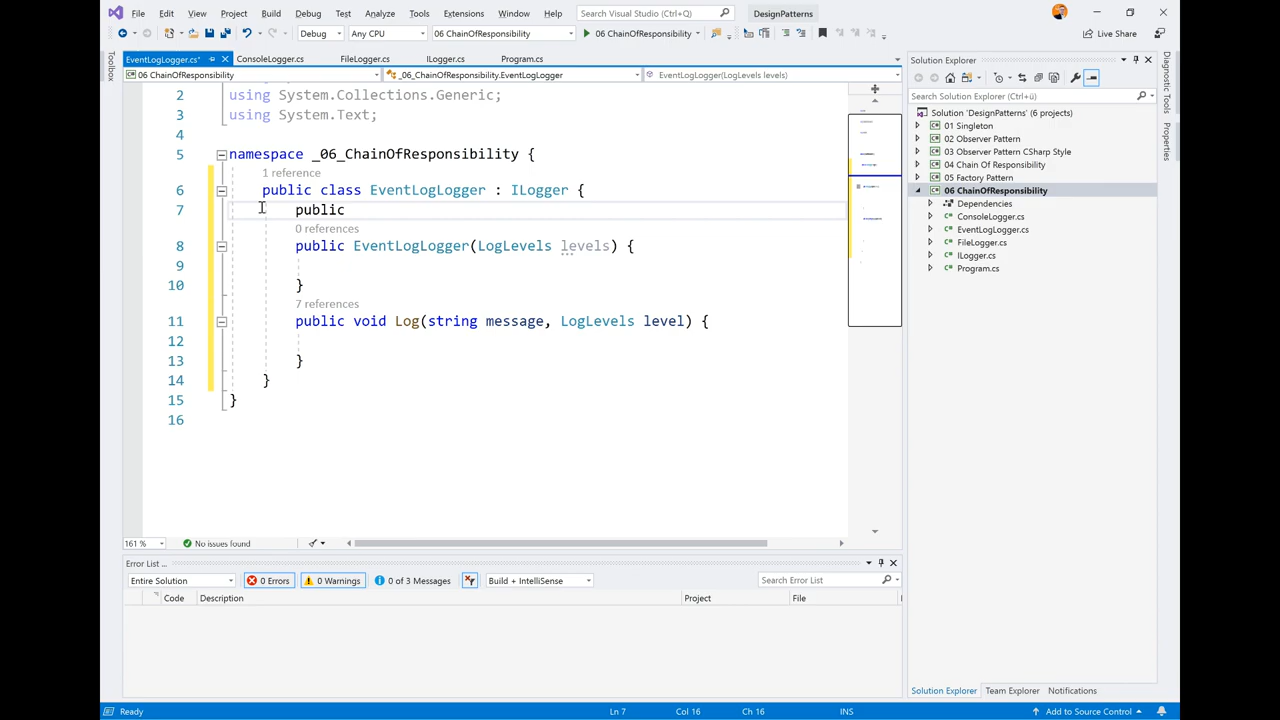 File Edit View Project Build Debug Test Analyze Tools Extensions Window Help Search Visual Studio (Ctrl+Q) DesignPatterns
Debug Any CPU 06 ChainOfResponsibility 06 ChainOfResponsibility Live Share
Toolbox
EventLogLogger.cs* ConsoleLogger.cs FileLogger.cs ILogger.cs Program.cs
06 ChainOfResponsibility _06_ChainOfResponsibility.EventLogLogger EventLogLogger(LogLevels levels)
2 using System.Collections.Generic;
3 using System.Text;
4
5 namespace _06_ChainOfResponsibility {
1 reference
6 public class EventLogLogger : ILogger {
7 public
0 references
8 public EventLogLogger(LogLevels levels) {
9
10 }
7 references
11 public void Log(string message, LogLevels level) {
12
13 }
14 }
15 }
16
161 % No issues found
Error List ...
Entire Solution 0 Errors 0 Warnings 0 of 3 Messages Build + IntelliSense Search Error List
Code Description Project File
Solution Explorer
Search Solution Explorer (Ctrl+ü)
Solution 'DesignPatterns' (6 projects)
01 Singleton
02 Observer Pattern
03 Observer Pattern CSharp Style
04 Chain Of Responsibility
05 Factory Pattern
06 ChainOfResponsibility
Dependencies
ConsoleLogger.cs
EventLogLogger.cs
FileLogger.cs
ILogger.cs
Program.cs
Solution Explorer Team Explorer Notifications
Diagnostic Tools
Properties
Ready Ln 7 Col 16 Ch 16 INS Add to Source Control